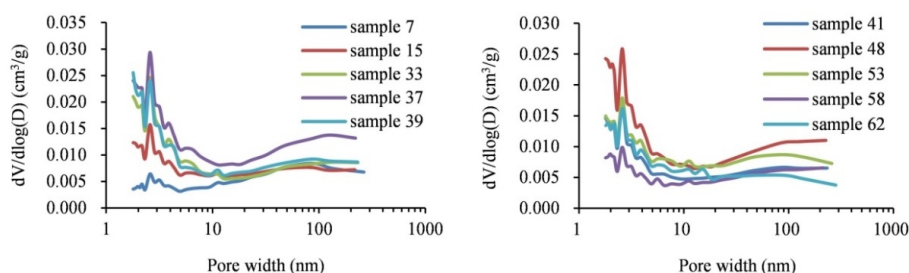 0.035
0.030
0.025
0.020
0.015
0.010
0.005
0.000
dV/dlog(D) (cm³/g)
1
10
100
1000
Pore width (nm)
sample 7
sample 15
sample 33
sample 37
sample 39
0.030
0.025
0.020
0.015
0.010
0.005
0.000
dV/dlog(D) (cm³/g)
1
10
100
1000
Pore width (nm)
sample 41
sample 48
sample 53
sample 58
sample 62